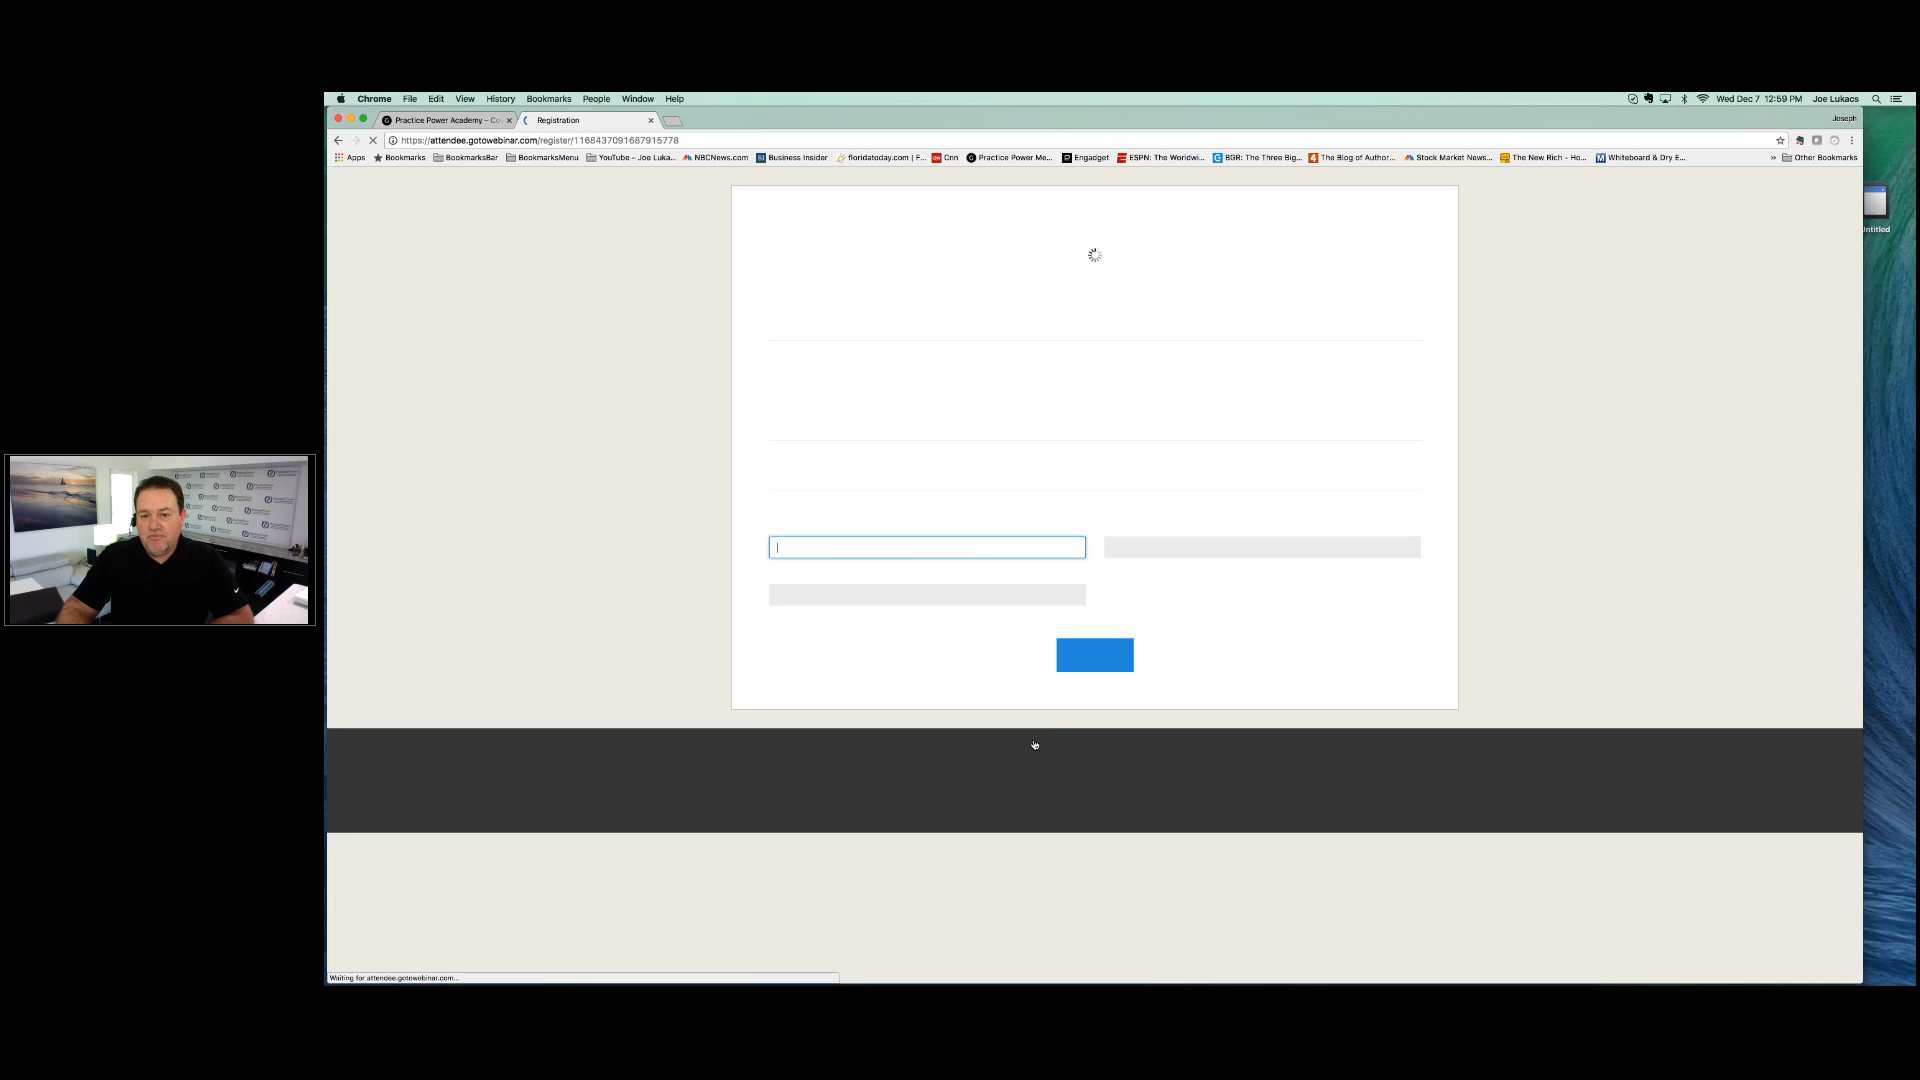 Chrome File Edit View History Bookmarks People Window Help
Wed Dec 7 12:59 PM Joe Lukacs
Practice Power Academy – Co
Registration
Joseph
https://attendee.gotowebinar.com/register/1168437091687915778
Apps Bookmarks BookmarksBar BookmarksMenu YouTube - Joe Luka... NBCNews.com Business Insider floridatoday.com | F... Cnn Practice Power Me... Engadget ESPN: The Worldwi... BGR: The Three Big... The Blog of Author... Stock Market News... The New Rich - Ho... Whiteboard & Dry E... » Other Bookmarks
Untitled
Waiting for attendee.gotowebinar.com...